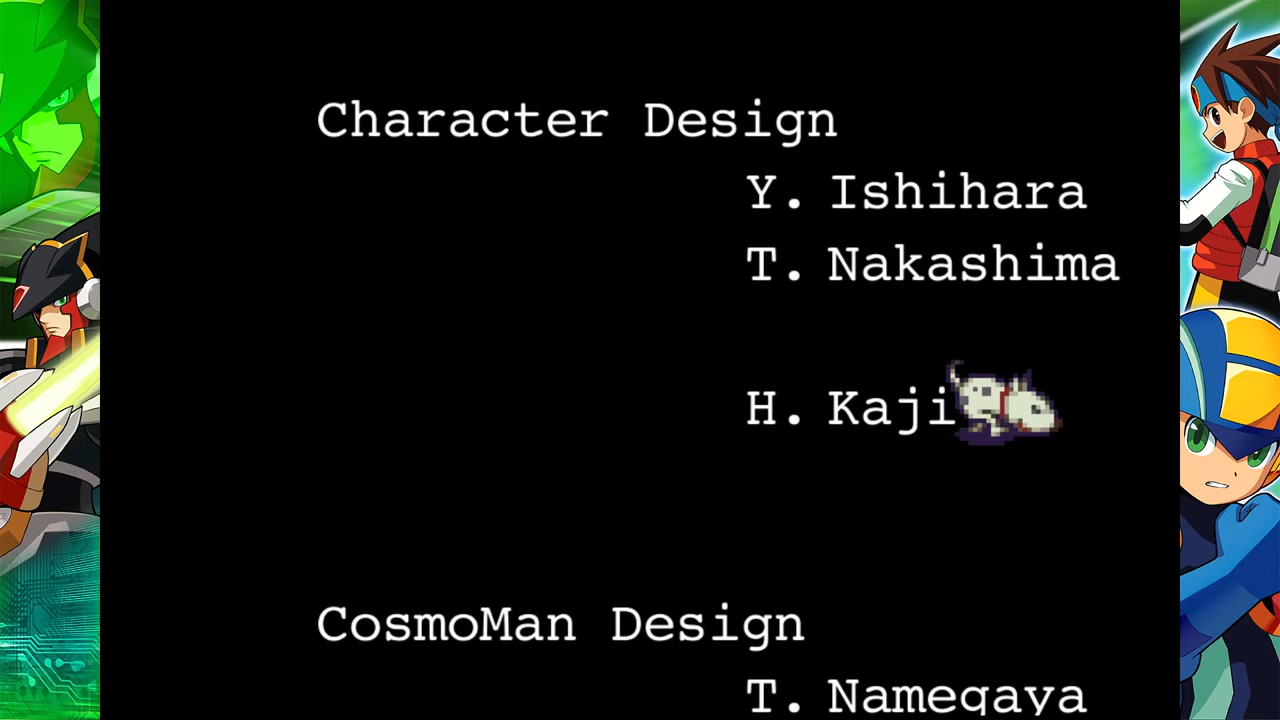 Character Design
Y. Ishihara
T. Nakashima
H. Kaji
CosmoMan Design
T. Namegaya